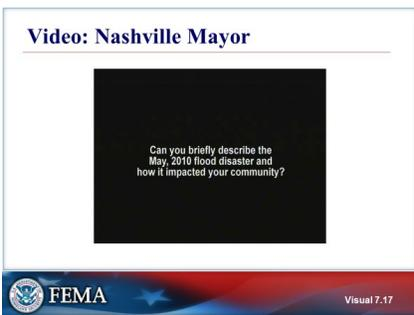 Video: Nashville Mayor
Can you briefly describe the
May, 2010 flood disaster and
how it impacted your community?
FEMA
Visual 7.17